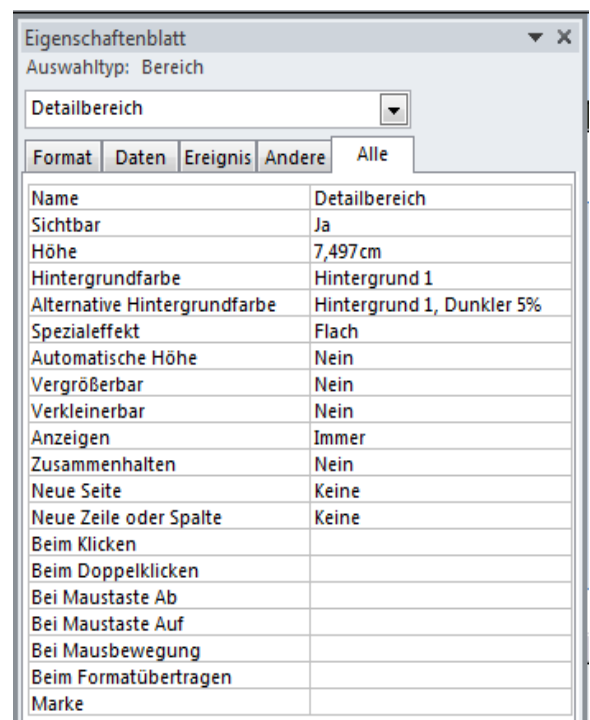 Eigenschaftenblatt
Auswahltyp: Bereich
Detailbereich
Format Daten Ereignis Andere Alle
Name Detailbereich
Sichtbar Ja
Höhe 7,497cm
Hintergrundfarbe Hintergrund 1
Alternative Hintergrundfarbe Hintergrund 1, Dunkler 5%
Spezialeffekt Flach
Automatische Höhe Nein
Vergrößerbar Nein
Verkleinerbar Nein
Anzeigen Immer
Zusammenhalten Nein
Neue Seite Keine
Neue Zeile oder Spalte Keine
Beim Klicken
Beim Doppelklicken
Bei Maustaste Ab
Bei Maustaste Auf
Bei Mausbewegung
Beim Formatübertragen
Marke